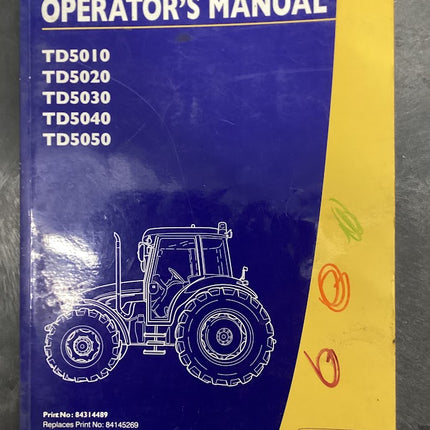 OPERATOR'S MANUAL
TD5010
TD5020
TD5030
TD5040
TD5050
Print No: 84314489
Replaces Print No: 84145269